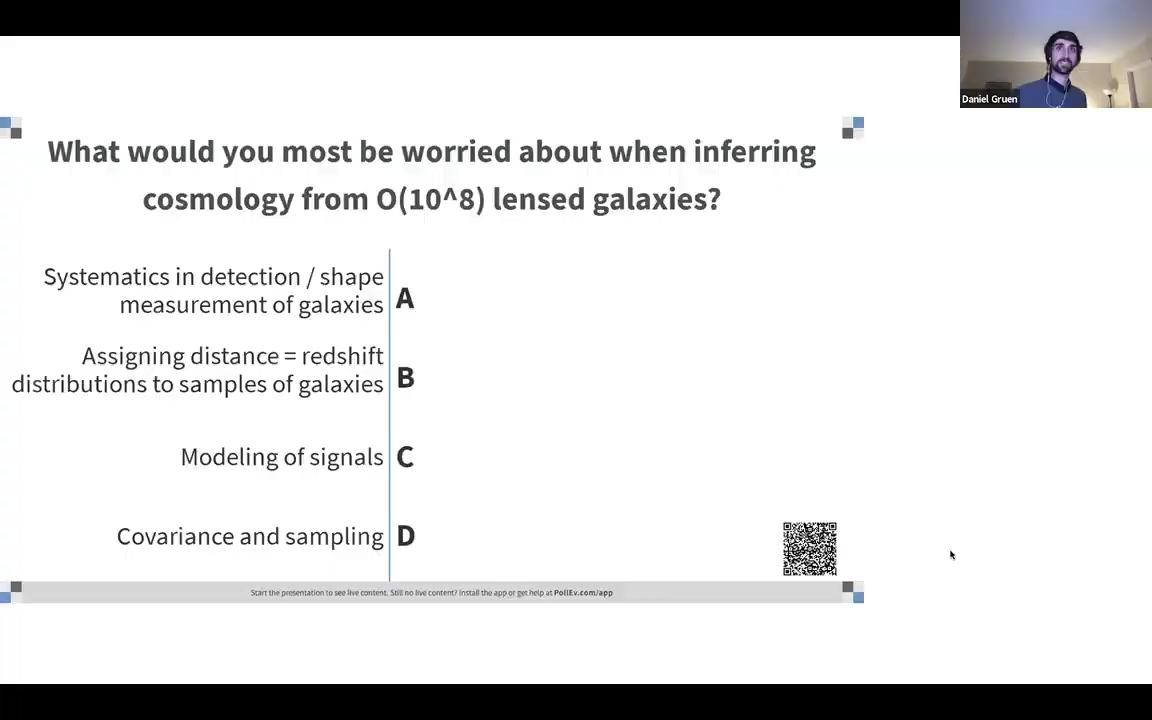 Daniel Gruen
What would you most be worried about when inferring
cosmology from O(10^8) lensed galaxies?
Systematics in detection / shape
measurement of galaxies
A
Assigning distance = redshift
distributions to samples of galaxies
B
Modeling of signals
C
Covariance and sampling
D
Start the presentation to see live content. Still no live content? Install the app or get help at PollEv.com/app